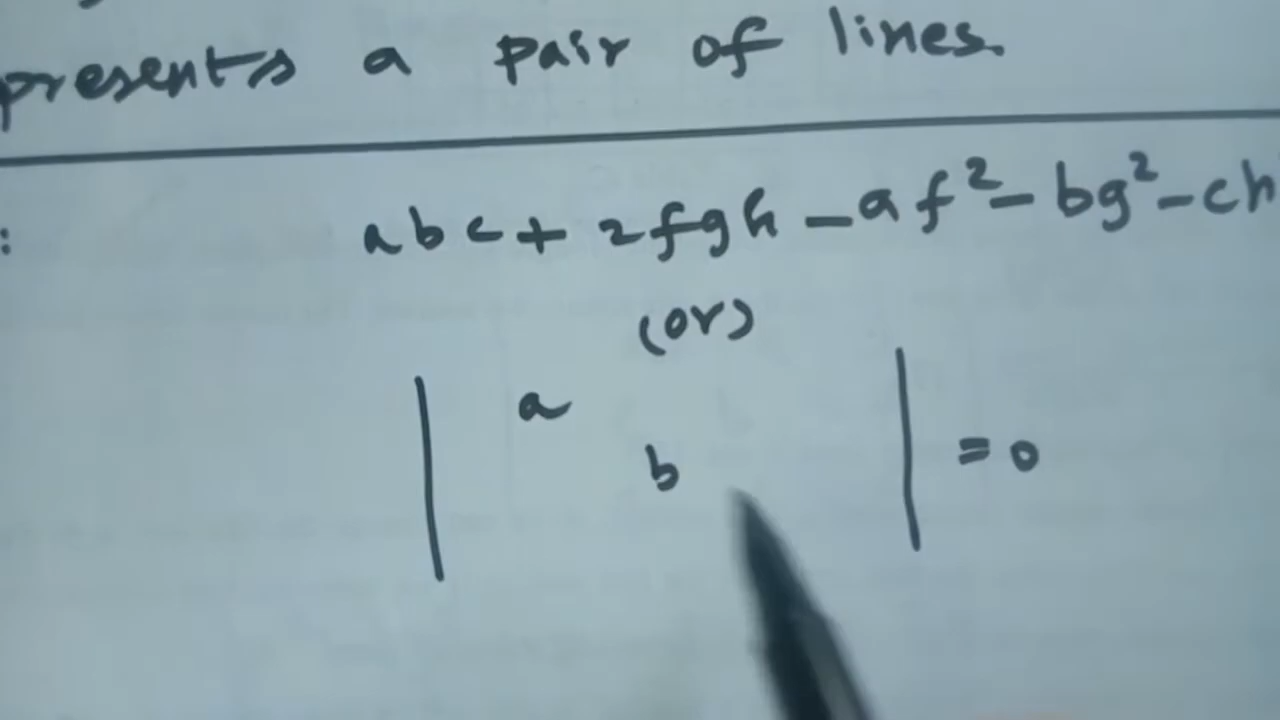 presents a pair of lines.
: abc + 2fgh - af² - bg² - ch
(or)
| a |
| b | = 0